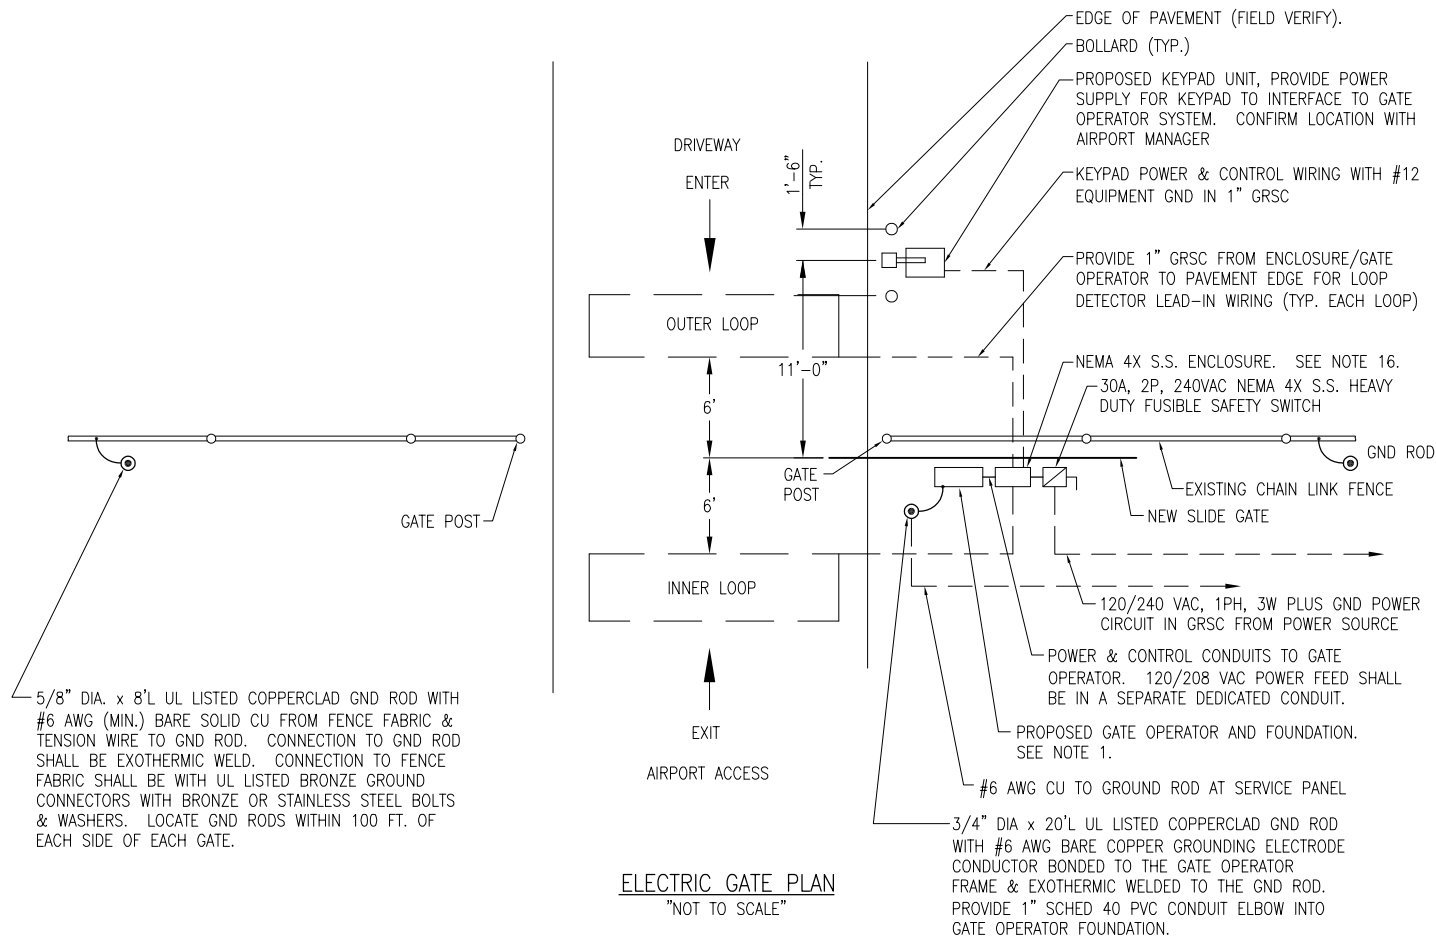 EDGE OF PAVEMENT (FIELD VERIFY).
BOLLARD (TYP.)
PROPOSED KEYPAD UNIT, PROVIDE POWER
SUPPLY FOR KEYPAD TO INTERFACE TO GATE
OPERATOR SYSTEM. CONFIRM LOCATION WITH
AIRPORT MANAGER
DRIVEWAY
ENTER
1'-6"
TYP.
KEYPAD POWER & CONTROL WIRING WITH #12
EQUIPMENT GND IN 1" GRSC
PROVIDE 1" GRSC FROM ENCLOSURE/GATE
OPERATOR TO PAVEMENT EDGE FOR LOOP
DETECTOR LEAD-IN WIRING (TYP. EACH LOOP)
OUTER LOOP
11'-0"
6'
NEMA 4X S.S. ENCLOSURE. SEE NOTE 16.
30A, 2P, 240VAC NEMA 4X S.S. HEAVY
DUTY FUSIBLE SAFETY SWITCH
GND ROD
GATE
POST
EXISTING CHAIN LINK FENCE
NEW SLIDE GATE
GATE POST
6'
INNER LOOP
120/240 VAC, 1PH, 3W PLUS GND POWER
CIRCUIT IN GRSC FROM POWER SOURCE
POWER & CONTROL CONDUITS TO GATE
OPERATOR. 120/208 VAC POWER FEED SHALL
BE IN A SEPARATE DEDICATED CONDUIT.
PROPOSED GATE OPERATOR AND FOUNDATION.
SEE NOTE 1.
#6 AWG CU TO GROUND ROD AT SERVICE PANEL
EXIT
AIRPORT ACCESS
5/8" DIA. x 8'L UL LISTED COPPERCLAD GND ROD WITH
#6 AWG (MIN.) BARE SOLID CU FROM FENCE FABRIC &
TENSION WIRE TO GND ROD. CONNECTION TO GND ROD
SHALL BE EXOTHERMIC WELD. CONNECTION TO FENCE
FABRIC SHALL BE WITH UL LISTED BRONZE GROUND
CONNECTORS WITH BRONZE OR STAINLESS STEEL BOLTS
& WASHERS. LOCATE GND RODS WITHIN 100 FT. OF
EACH SIDE OF EACH GATE.
3/4" DIA x 20'L UL LISTED COPPERCLAD GND ROD
WITH #6 AWG BARE COPPER GROUNDING ELECTRODE
CONDUCTOR BONDED TO THE GATE OPERATOR
FRAME & EXOTHERMIC WELDED TO THE GND ROD.
PROVIDE 1" SCHED 40 PVC CONDUIT ELBOW INTO
GATE OPERATOR FOUNDATION.
ELECTRIC GATE PLAN
"NOT TO SCALE"